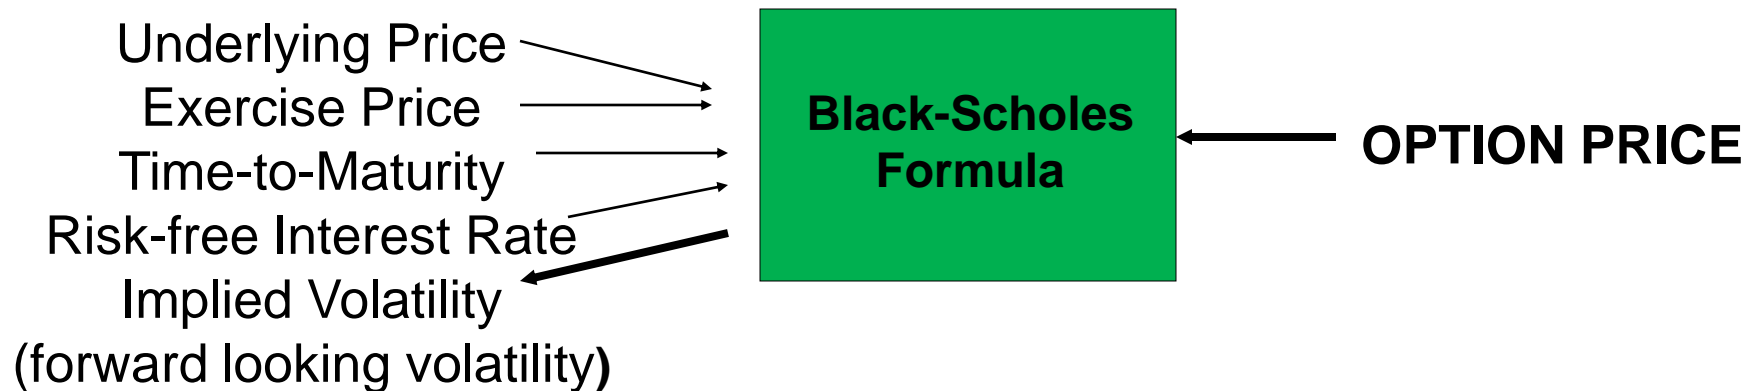 Underlying Price
Exercise Price
Time-to-Maturity
Risk-free Interest Rate
Implied Volatility
(forward looking volatility)
Black-Scholes
Formula
OPTION PRICE